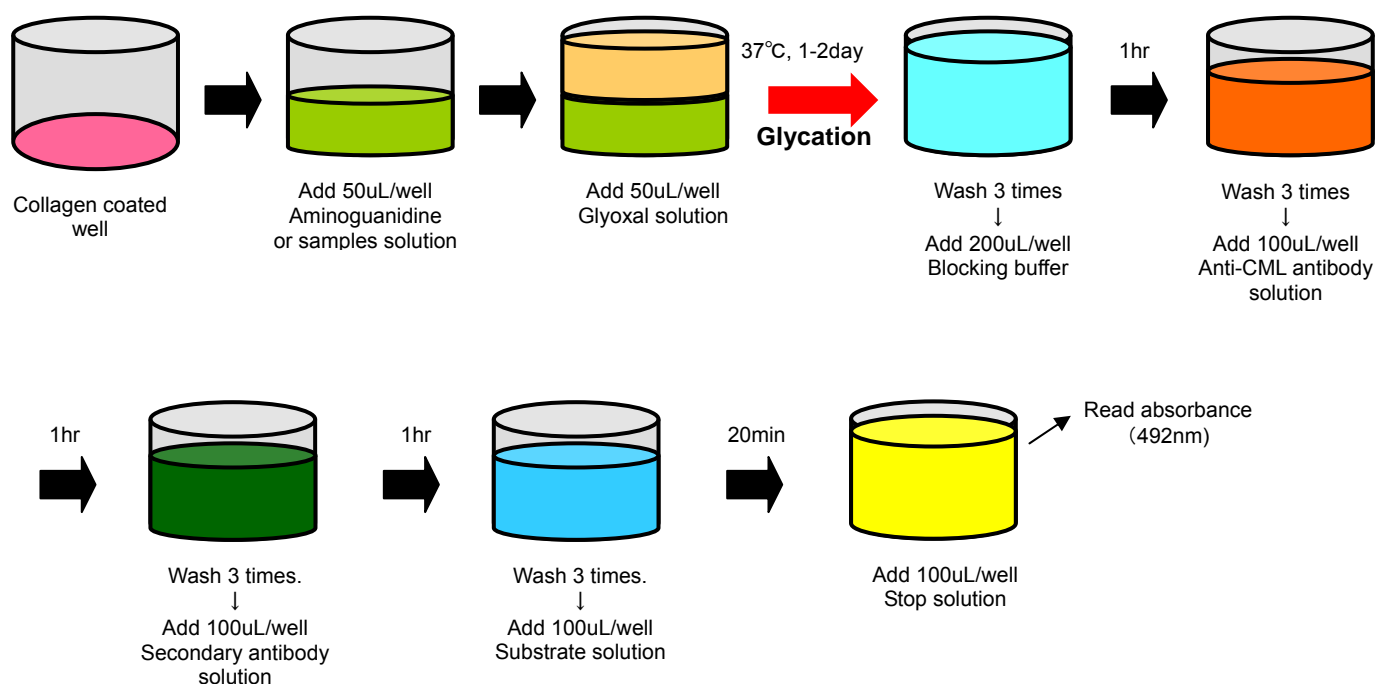 Collagen coated
well
Add 50uL/well
Aminoguanidine
or samples solution
Add 50uL/well
Glyoxal solution
37℃, 1-2day
Glycation
Wash 3 times
↓
Add 200uL/well
Blocking buffer
1hr
Wash 3 times
↓
Add 100uL/well
Anti-CML antibody
solution
1hr
Wash 3 times.
↓
Add 100uL/well
Secondary antibody
solution
1hr
Wash 3 times.
↓
Add 100uL/well
Substrate solution
20min
Add 100uL/well
Stop solution
Read absorbance
（492nm)